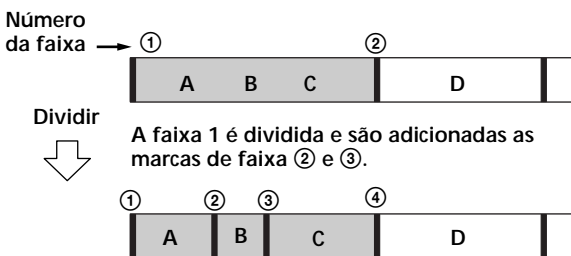 Número
da faixa ① ②
A B C D
Dividir
A faixa 1 é dividida e são adicionadas as
marcas de faixa ② e ③.
① ② ③ ④
A B C D